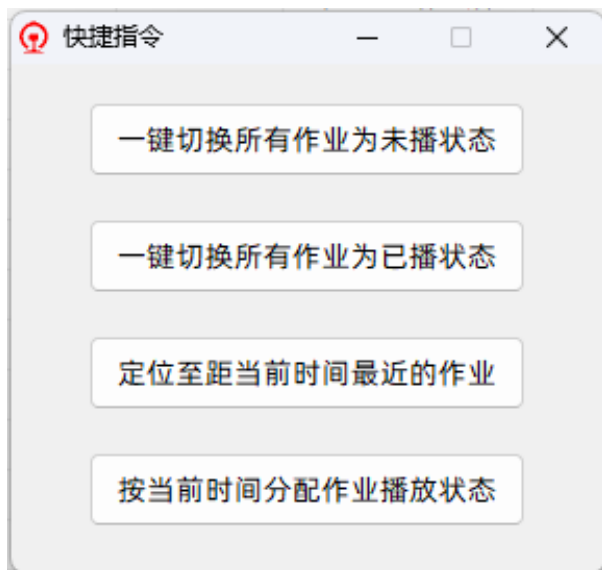 快捷指令
一键切换所有作业为未播状态
一键切换所有作业为已播状态
定位至距当前时间最近的作业
按当前时间分配作业播放状态